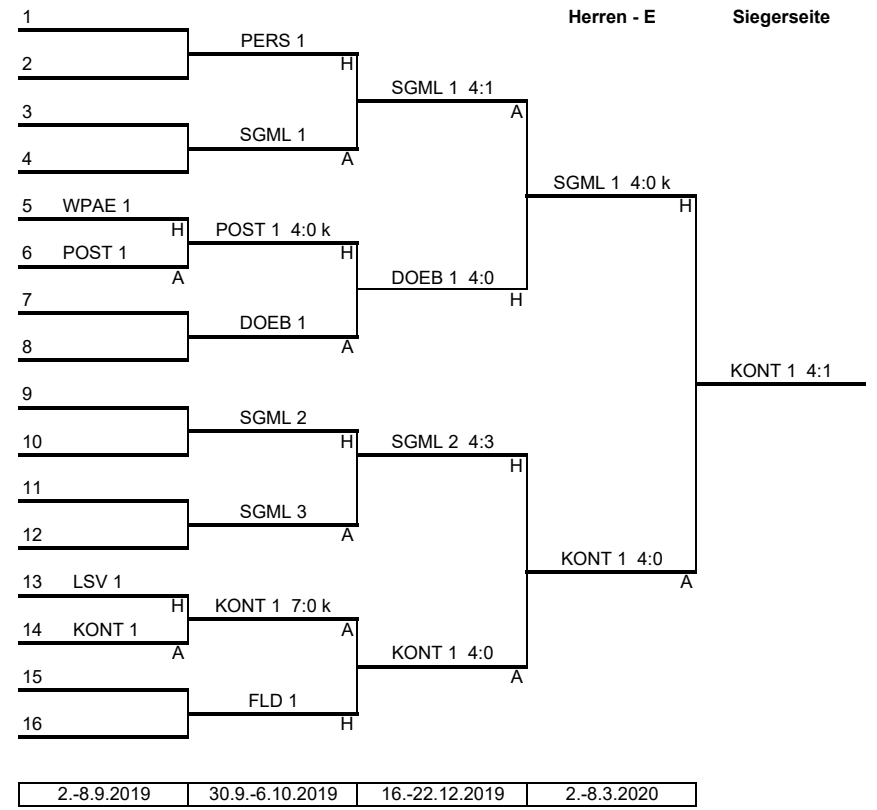 1
Herren - E Siegerseite
PERS 1
H
2
SGML 1 4:1
A
3
SGML 1
A
4
SGML 1 4:0 k
H
5 WPAE 1
H
POST 1 4:0 k
H
6 POST 1
A
DOEB 1 4:0
H
7
DOEB 1
A
8
KONT 1 4:1
9
SGML 2
H
10
SGML 2 4:3
H
11
SGML 3
A
12
KONT 1 4:0
A
13 LSV 1
H
KONT 1 7:0 k
A
14 KONT 1
A
KONT 1 4:0
A
15
FLD 1
H
16
2.-8.9.2019 30.9.-6.10.2019 16.-22.12.2019 2.-8.3.2020